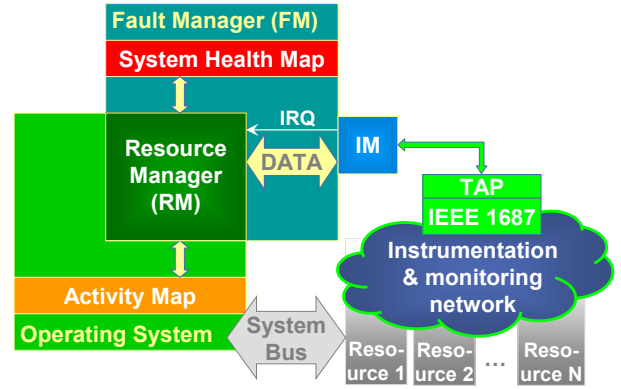 Fault Manager (FM)
System Health Map
IRQ
Resource
Manager
(RM)
DATA
IM
TAP
IEEE 1687
Instrumentation
& monitoring
network
Activity Map
Operating System
System
Bus
Reso-
urce 1
Reso-
urce 2
...
Reso-
urce N